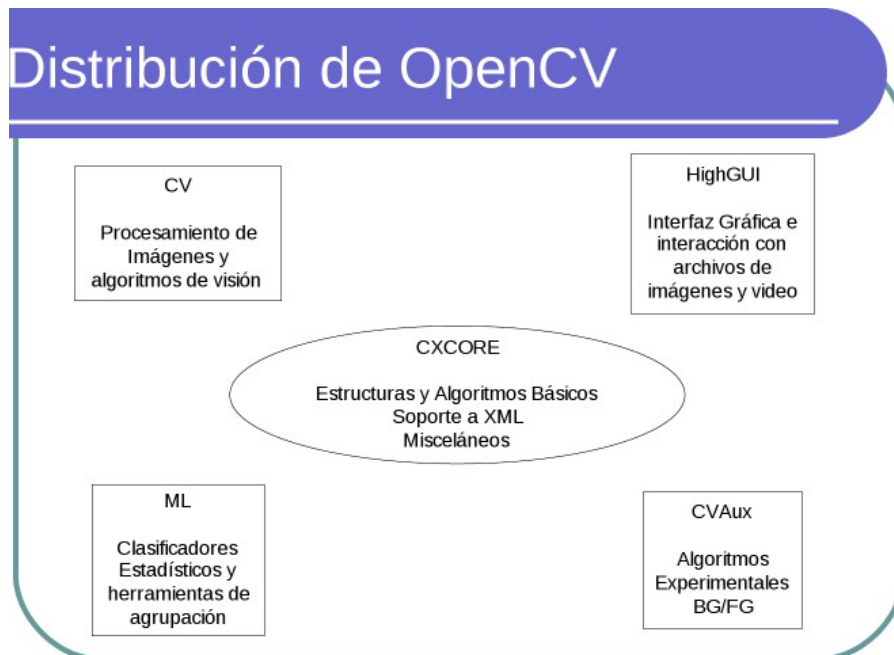 Distribución de OpenCV
CV
Procesamiento de
Imágenes y
algoritmos de visión
HighGUI
Interfaz Gráfica e
interacción con
archivos de
imágenes y video
CXCORE
Estructuras y Algoritmos Básicos
Soporte a XML
Misceláneos
ML
Clasificadores
Estadísticos y
herramientas de
agrupación
CVAux
Algoritmos
Experimentales
BG/FG